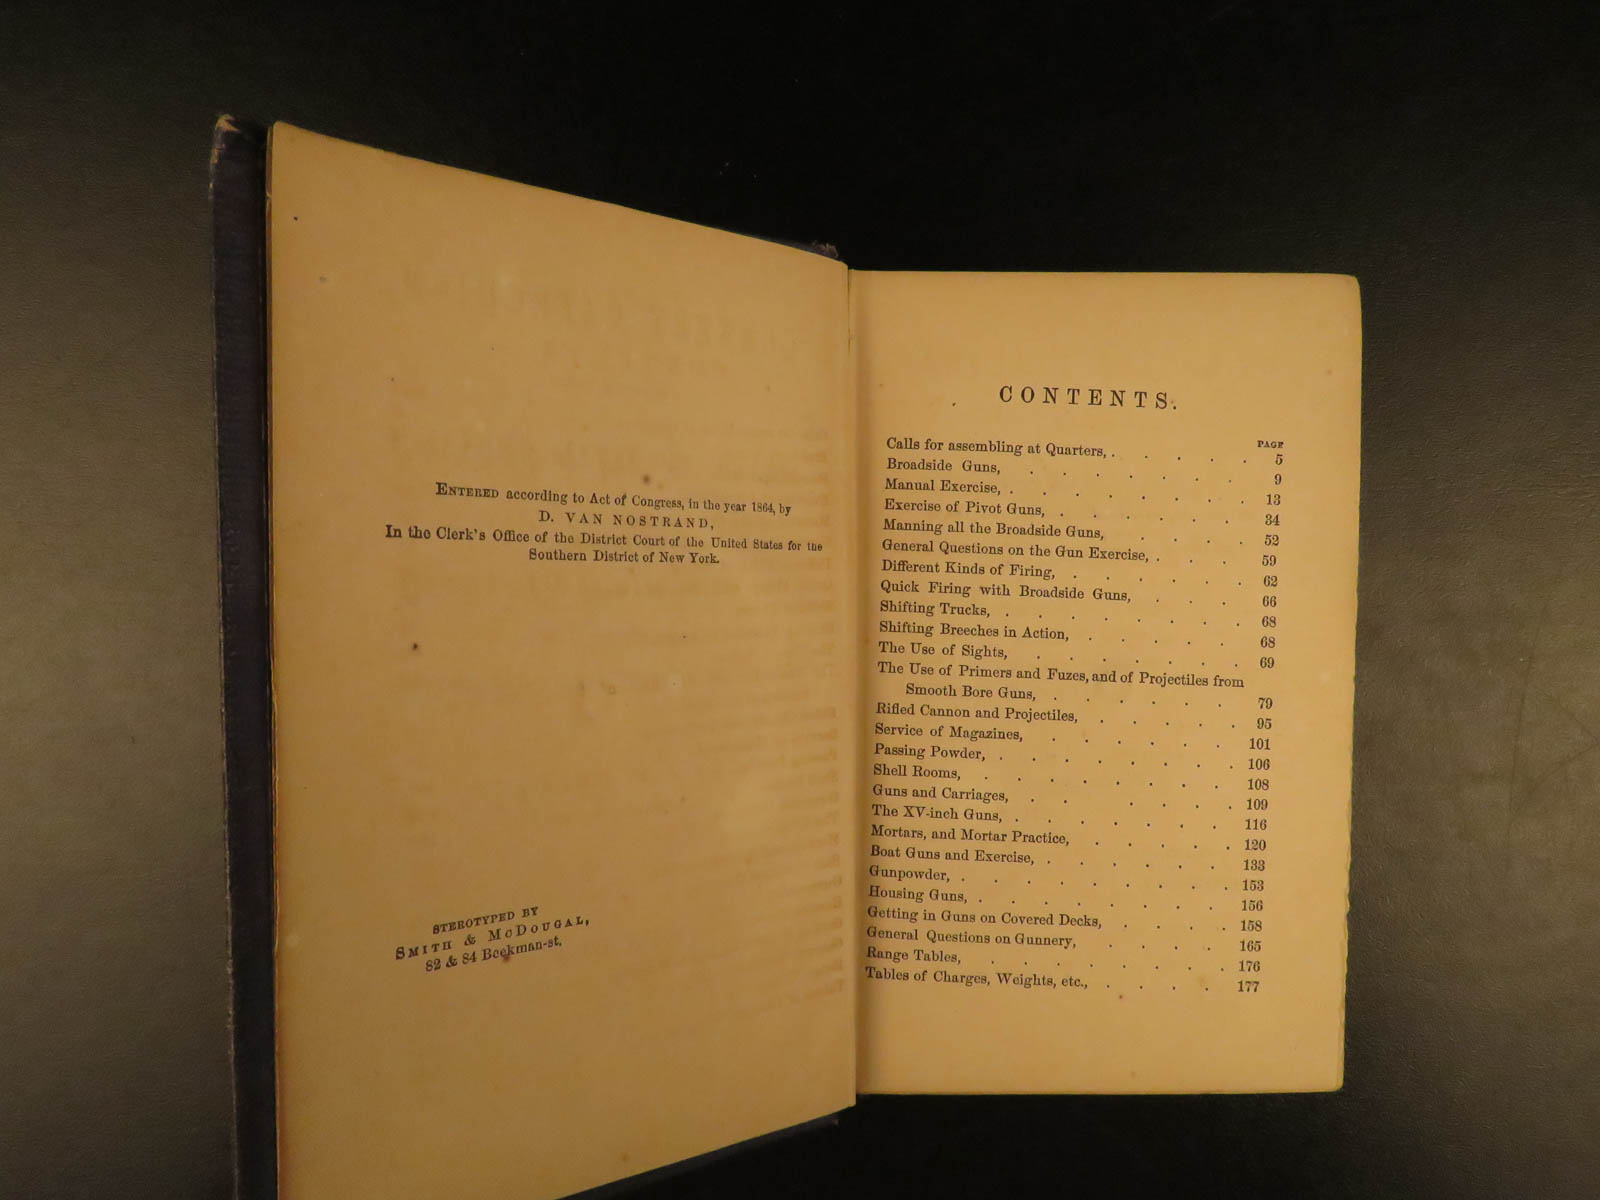 ENTERED according to Act of Congress, in the year 1864, by
D. VAN NOSTRAND,
In the Clerk's Office of the District Court of the United States for the
Southern District of New York.
STEROTYPED BY
SMITH & McDOUGAL,
82 & 84 Beekman-st.
CONTENTS.
PAGE
Calls for assembling at Quarters, . . . . . 5
Broadside Guns, . . . . . . . 9
Manual Exercise, . . . . . . . . 13
Exercise of Pivot Guns, . . . . . . 34
Manning all the Broadside Guns, . . . . 52
General Questions on the Gun Exercise, . . . 59
Different Kinds of Firing, . . . . . . 62
Quick Firing with Broadside Guns, . . . 66
Shifting Trucks, . . . . . . . . 68
Shifting Breeches in Action, . . . . . 68
The Use of Sights, . . . . . . . 69
The Use of Primers and Fuzes, and of Projectiles from
Smooth Bore Guns, . . . . . . 79
Rifled Cannon and Projectiles, . . . . . 95
Service of Magazines, . . . . . . 101
Passing Powder, . . . . . . . . 106
Shell Rooms, . . . . . . . 108
Guns and Carriages, . . . . . . 109
The XV-inch Guns, . . . . . . . 116
Mortars, and Mortar Practice, . . . . . 120
Boat Guns and Exercise, . . . . . . 133
Gunpowder, . . . . . . . . . 153
Housing Guns, . . . . . . . . 156
Getting in Guns on Covered Decks, . . . . 158
General Questions on Gunnery, . . . . 165
Range Tables, . . . . . . . . 176
Tables of Charges, Weights, etc., . . . . 177